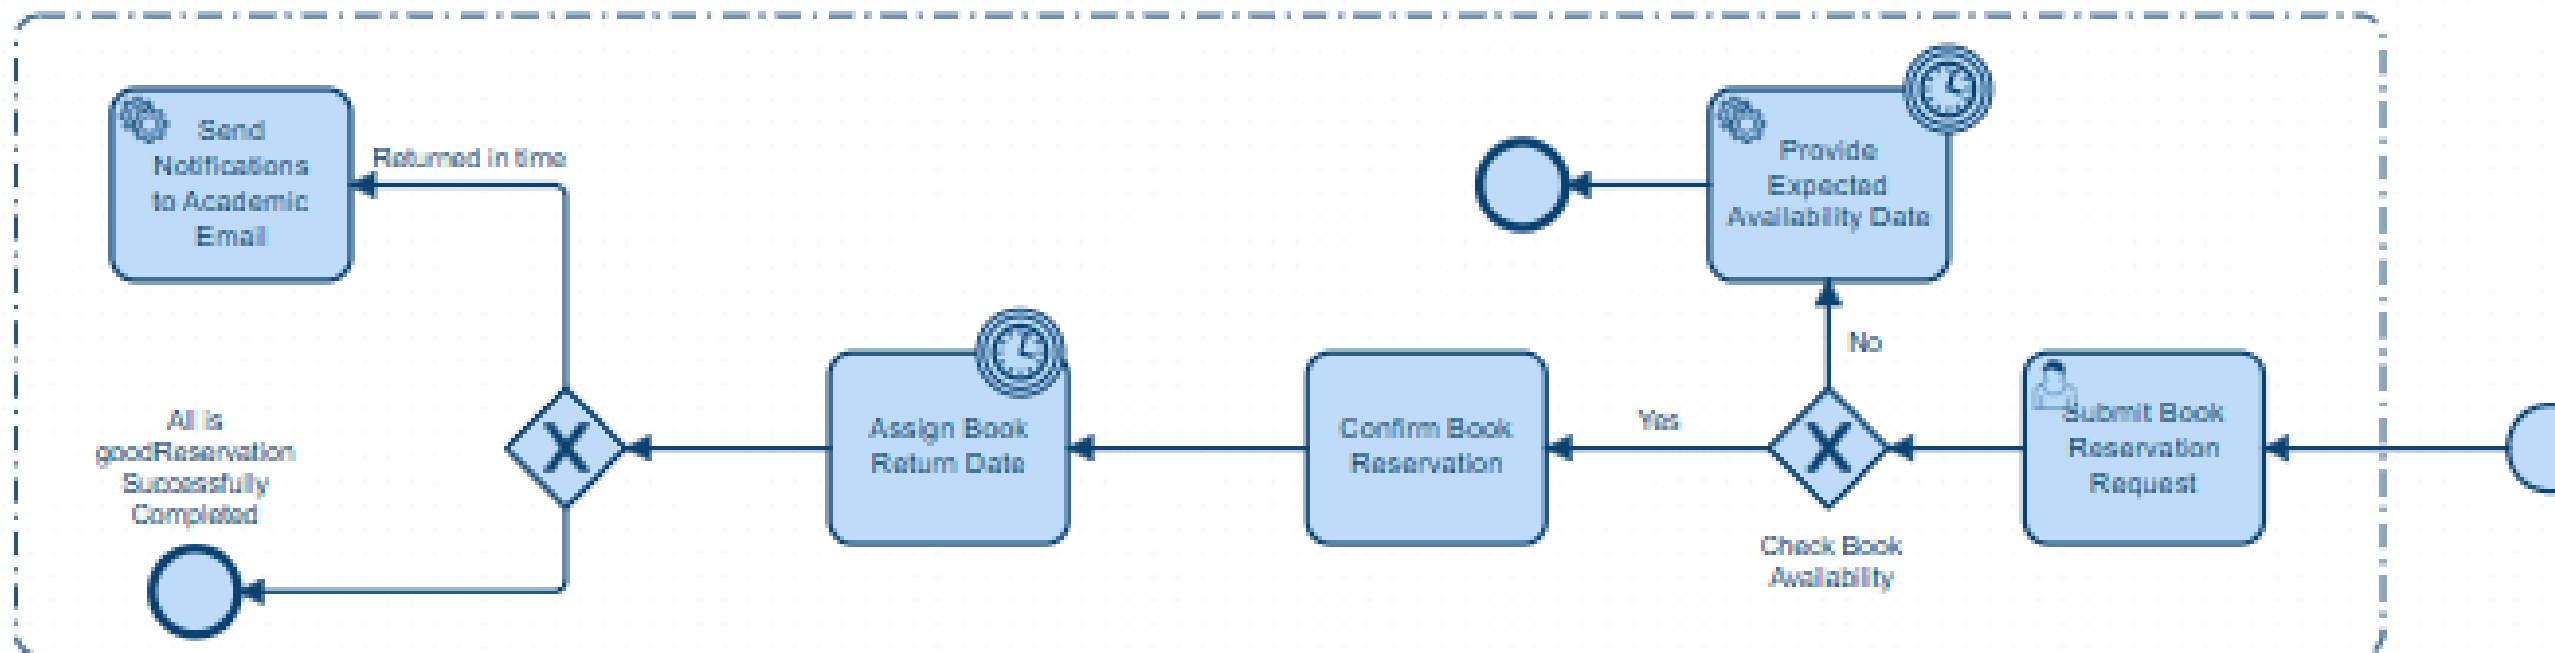 Send
Notifications
to Academic
Email
Returned in time
Provide
Expected
Availability Date
No
All is
goodReservation
Successfully
Completed
Assign Book
Return Date
Confirm Book
Reservation
Yes
Check Book
Availability
Submit Book
Reservation
Request